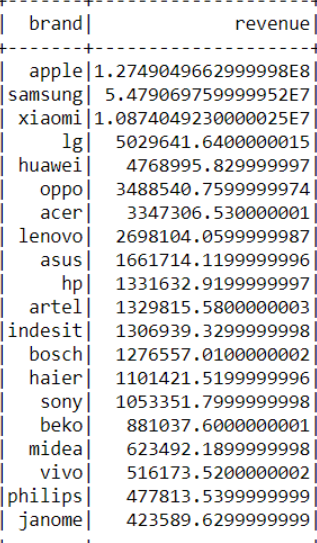 | brand| revenue|
+-------+--------------------+
| apple|1.2749049662999998E8|
|samsung| 5.479069759999952E7|
| xiaomi|1.0874049230000025E7|
| lg| 5029641.6400000015|
| huawei| 4768995.829999997|
| oppo| 3488540.7599999974|
| acer| 3347306.530000001|
| lenovo| 2698104.0599999987|
| asus| 1661714.1199999996|
| hp| 1331632.9199999997|
| artel| 1329815.5800000003|
|indesit| 1306939.3299999998|
| bosch| 1276557.0100000002|
| haier| 1101421.5199999996|
| sony| 1053351.7999999998|
| beko| 881037.6000000001|
| midea| 623492.1899999998|
| vivo| 516173.5200000002|
|philips| 477813.5399999999|
| janome| 423589.6299999999|